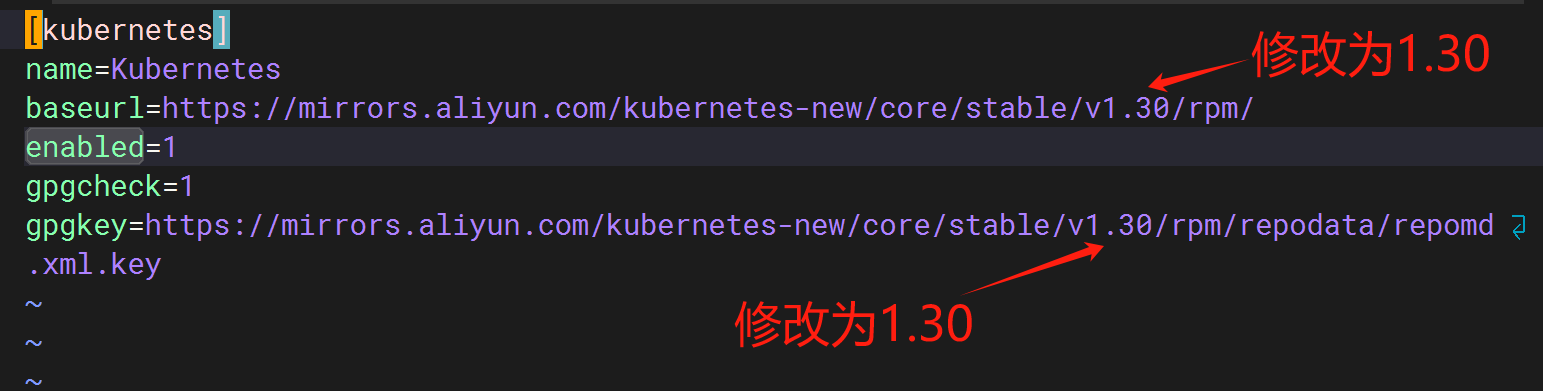 [kubernetes]
修改为1.30
name=Kubernetes
baseurl=https://mirrors.aliyun.com/kubernetes-new/core/stable/v1.30/rpm/
enabled=1
gpgcheck=1
gpgkey=https://mirrors.aliyun.com/kubernetes-new/core/stable/v1.30/rpm/repodata/repomd
.xml.key
~
修改为1.30
~
~